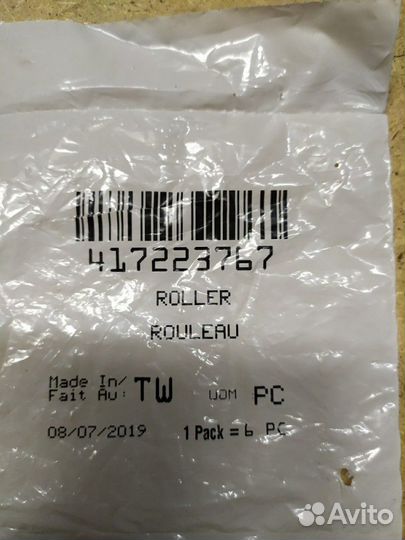 417223767
ROLLER
ROULEAU
Made In/
Fait Au: TW UOM PC
08/07/2019 1 Pack = 6 PC
Avito